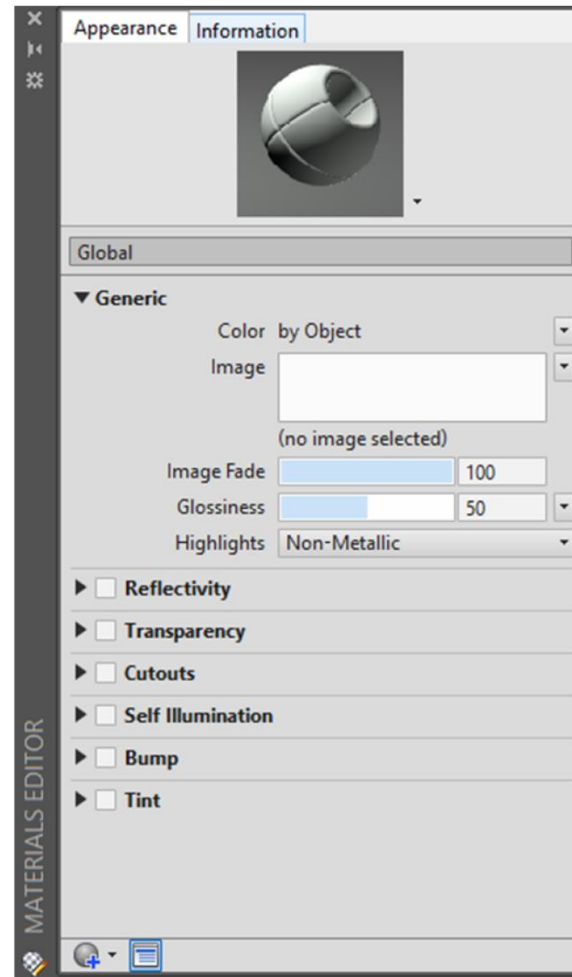 Appearance Information
Global
Generic
Color by Object
Image
(no image selected)
Image Fade 100
Glossiness 50
Highlights Non-Metallic
Reflectivity
Transparency
Cutouts
Self Illumination
Bump
Tint
MATERIALS EDITOR